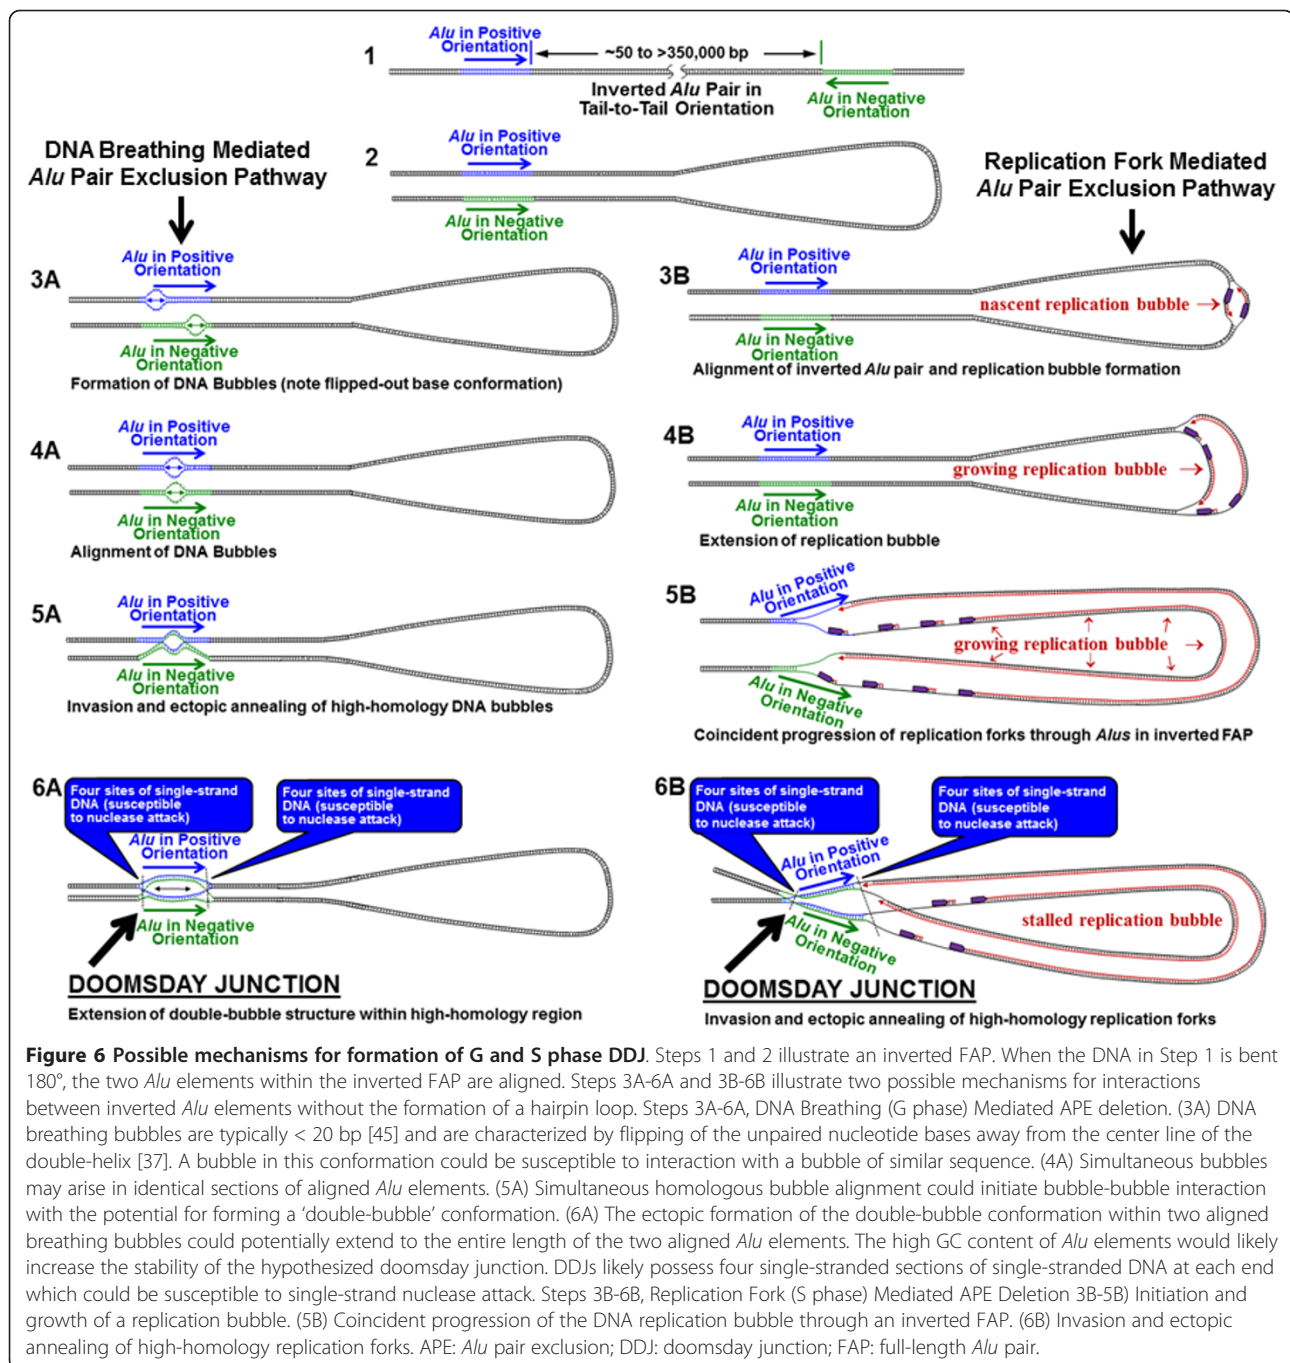 Alu in Positive
Orientation
1
~50 to >350,000 bp
Inverted Alu Pair in
Tail-to-Tail Orientation
Alu in Negative
Orientation
DNA Breathing Mediated
Alu Pair Exclusion Pathway
2
Alu in Positive
Orientation
Alu in Negative
Orientation
Replication Fork Mediated
Alu Pair Exclusion Pathway
3A
Alu in Positive
Orientation
Alu in Negative
Orientation
Formation of DNA Bubbles (note flipped-out base conformation)
3B
Alu in Positive
Orientation
nascent replication bubble
Alu in Negative
Orientation
Alignment of inverted Alu pair and replication bubble formation
4A
Alu in Positive
Orientation
Alu in Negative
Orientation
Alignment of DNA Bubbles
4B
Alu in Positive
Orientation
growing replication bubble
Alu in Negative
Orientation
Extension of replication bubble
5A
Alu in Positive
Orientation
Alu in Negative
Orientation
Invasion and ectopic annealing of high-homology DNA bubbles
5B
Alu in Positive
Orientation
growing replication bubble
Alu in Negative
Orientation
Coincident progression of replication forks through Alus in inverted FAP
6A
Four sites of single-strand
DNA (susceptible
to nuclease attack)
Four sites of single-strand
DNA (susceptible
to nuclease attack)
Alu in Positive
Orientation
Alu in Negative
Orientation
DOOMSDAY JUNCTION
Extension of double-bubble structure within high-homology region
6B
Four sites of single-strand
DNA (susceptible
to nuclease attack)
Four sites of single-strand
DNA (susceptible
to nuclease attack)
Alu in Positive
Orientation
stalled replication bubble
Alu in Negative
Orientation
DOOMSDAY JUNCTION
Invasion and ectopic annealing of high-homology replication forks
Figure 6 Possible mechanisms for formation of G and S phase DDJ. Steps 1 and 2 illustrate an inverted FAP. When the DNA in Step 1 is bent
180°, the two Alu elements within the inverted FAP are aligned. Steps 3A-6A and 3B-6B illustrate two possible mechanisms for interactions
between inverted Alu elements without the formation of a hairpin loop. Steps 3A-6A, DNA Breathing (G phase) Mediated APE deletion. (3A) DNA
breathing bubbles are typically < 20 bp [45] and are characterized by flipping of the unpaired nucleotide bases away from the center line of the
double-helix [37]. A bubble in this conformation could be susceptible to interaction with a bubble of similar sequence. (4A) Simultaneous bubbles
may arise in identical sections of aligned Alu elements. (5A) Simultaneous homologous bubble alignment could initiate bubble-bubble interaction
with the potential for forming a 'double-bubble' conformation. (6A) The ectopic formation of the double-bubble conformation within two aligned
breathing bubbles could potentially extend to the entire length of the two aligned Alu elements. The high GC content of Alu elements would likely
increase the stability of the hypothesized doomsday junction. DDJs likely possess four single-stranded sections of single-stranded DNA at each end
which could be susceptible to single-strand nuclease attack. Steps 3B-6B, Replication Fork (S phase) Mediated APE Deletion 3B-5B) Initiation and
growth of a replication bubble. (5B) Coincident progression of the DNA replication bubble through an inverted FAP. (6B) Invasion and ectopic
annealing of high-homology replication forks. APE: Alu pair exclusion; DDJ: doomsday junction; FAP: full-length Alu pair.